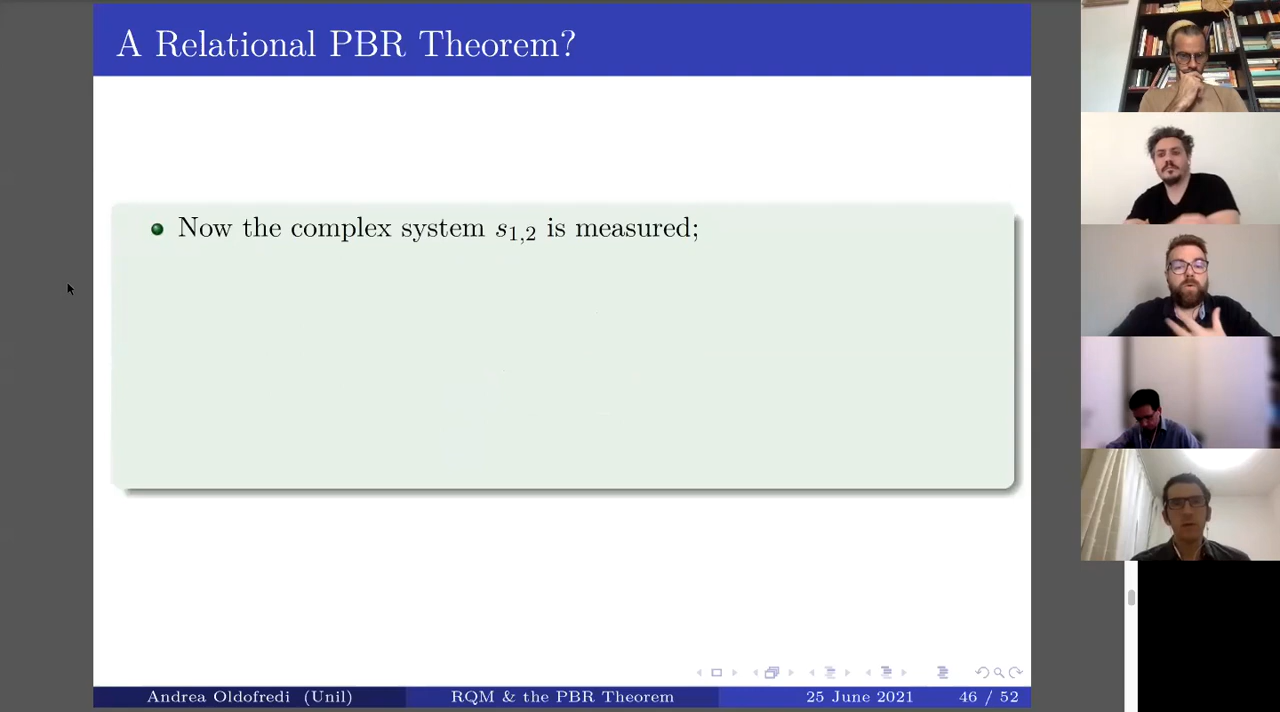 A Relational PBR Theorem?
Now the complex system s₁,₂ is measured;
Andrea Oldofredi (Unil) RQM & the PBR Theorem 25 June 2021 46 / 52